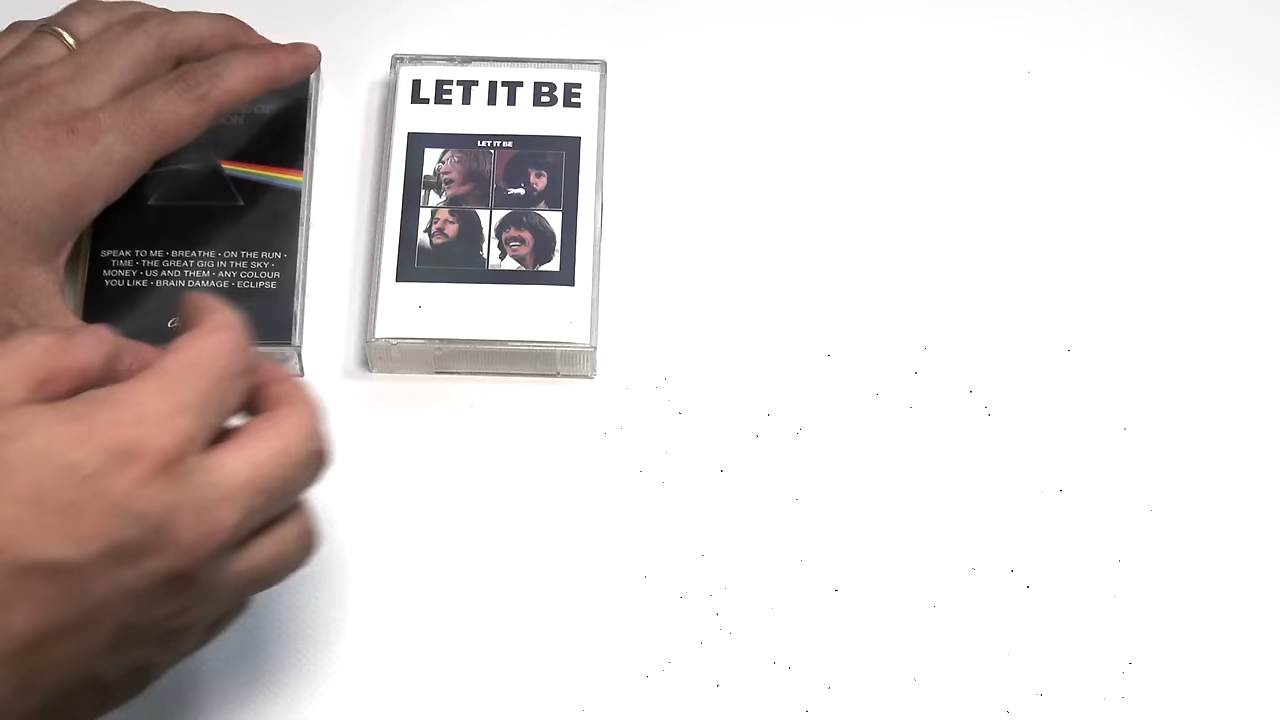 SPEAK TO ME • BREATHE • ON THE RUN •
TIME • THE GREAT GIG IN THE SKY •
MONEY • US AND THEM • ANY COLOUR
YOU LIKE • BRAIN DAMAGE • ECLIPSE
LET IT BE
LET IT BE